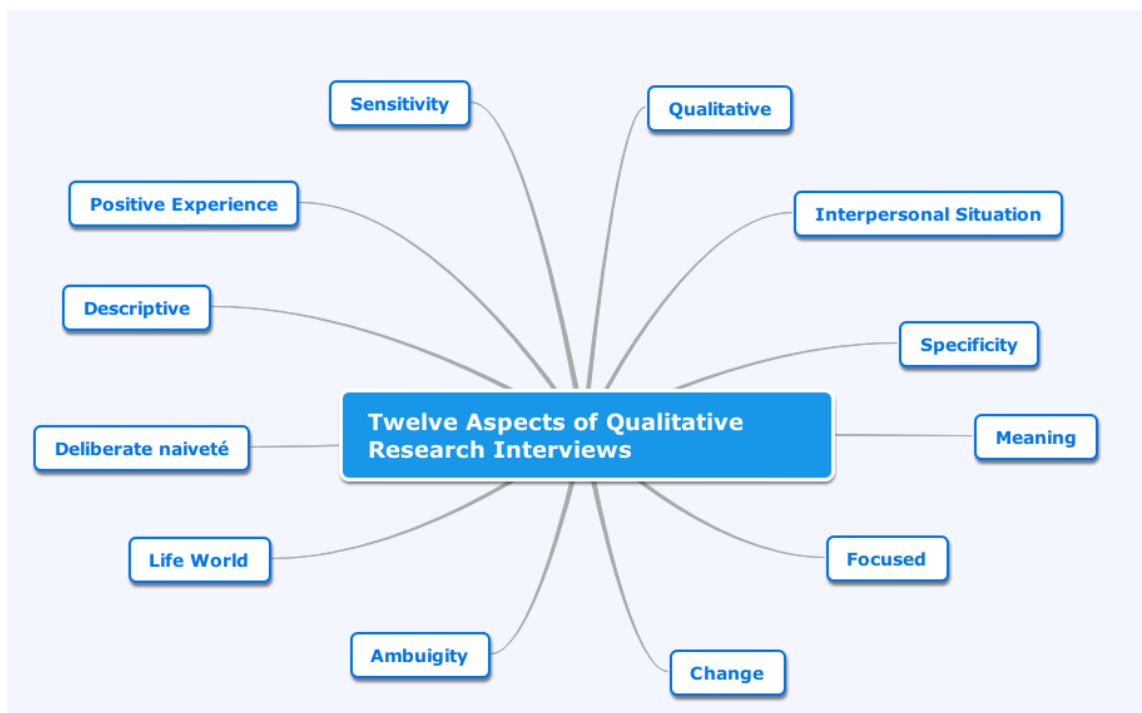 Sensitivity
Qualitative
Positive Experience
Interpersonal Situation
Descriptive
Specificity
Twelve Aspects of Qualitative
Research Interviews
Deliberate naiveté
Meaning
Life World
Focused
Ambuigity
Change